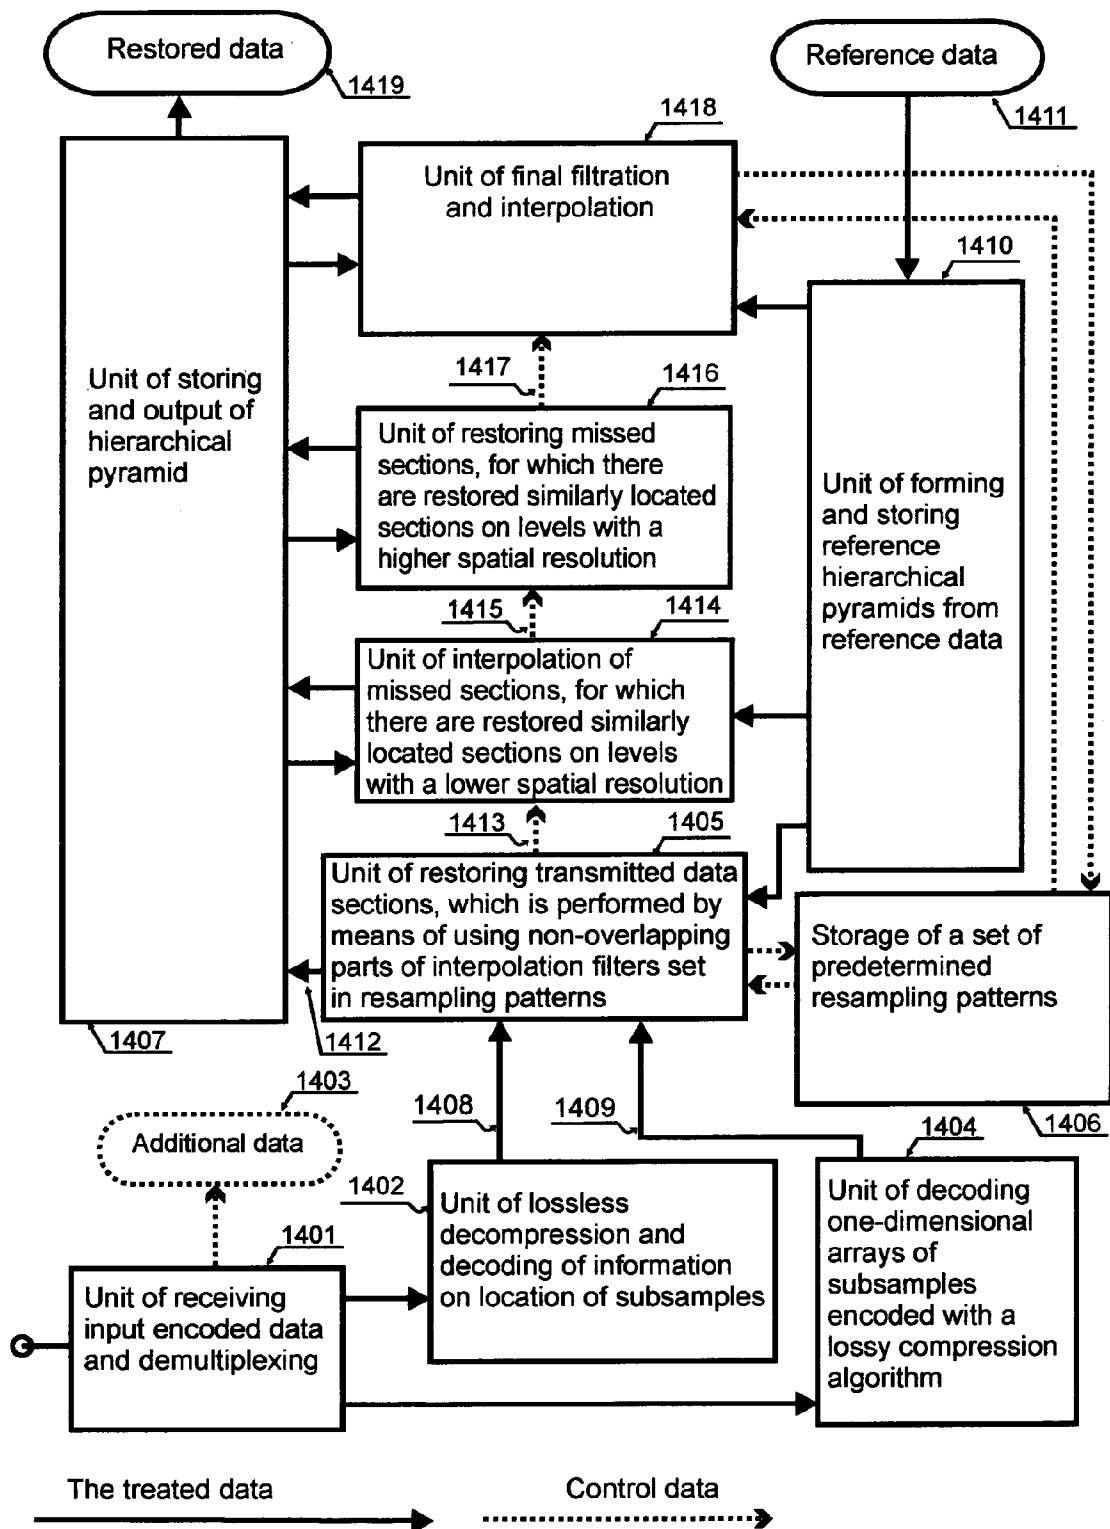 Restored data
1419
Reference data
1411
1418
Unit of final filtration
and interpolation
1410
1417
1416
Unit of storing
and output of
hierarchical
pyramid
Unit of restoring missed
sections, for which there
are restored similarly located
sections on levels with a
higher spatial resolution
Unit of forming
and storing
reference
hierarchical
pyramids from
reference data
1415
1414
Unit of interpolation of
missed sections, for which
there are restored similarly
located sections on levels
with a lower spatial resolution
1413
1405
Unit of restoring transmitted data
sections, which is performed by
means of using non-overlapping
parts of interpolation filters set
in resampling patterns
Storage of a set of
predetermined
resampling patterns
1407
1412
1403
1408
1409
1406
1404
Additional data
1402
Unit of lossless
decompression and
decoding of information
on location of subsamples
Unit of decoding
one-dimensional
arrays of
subsamples
encoded with a
lossy compression
algorithm
1401
Unit of receiving
input encoded data
and demultiplexing
The treated data
Control data